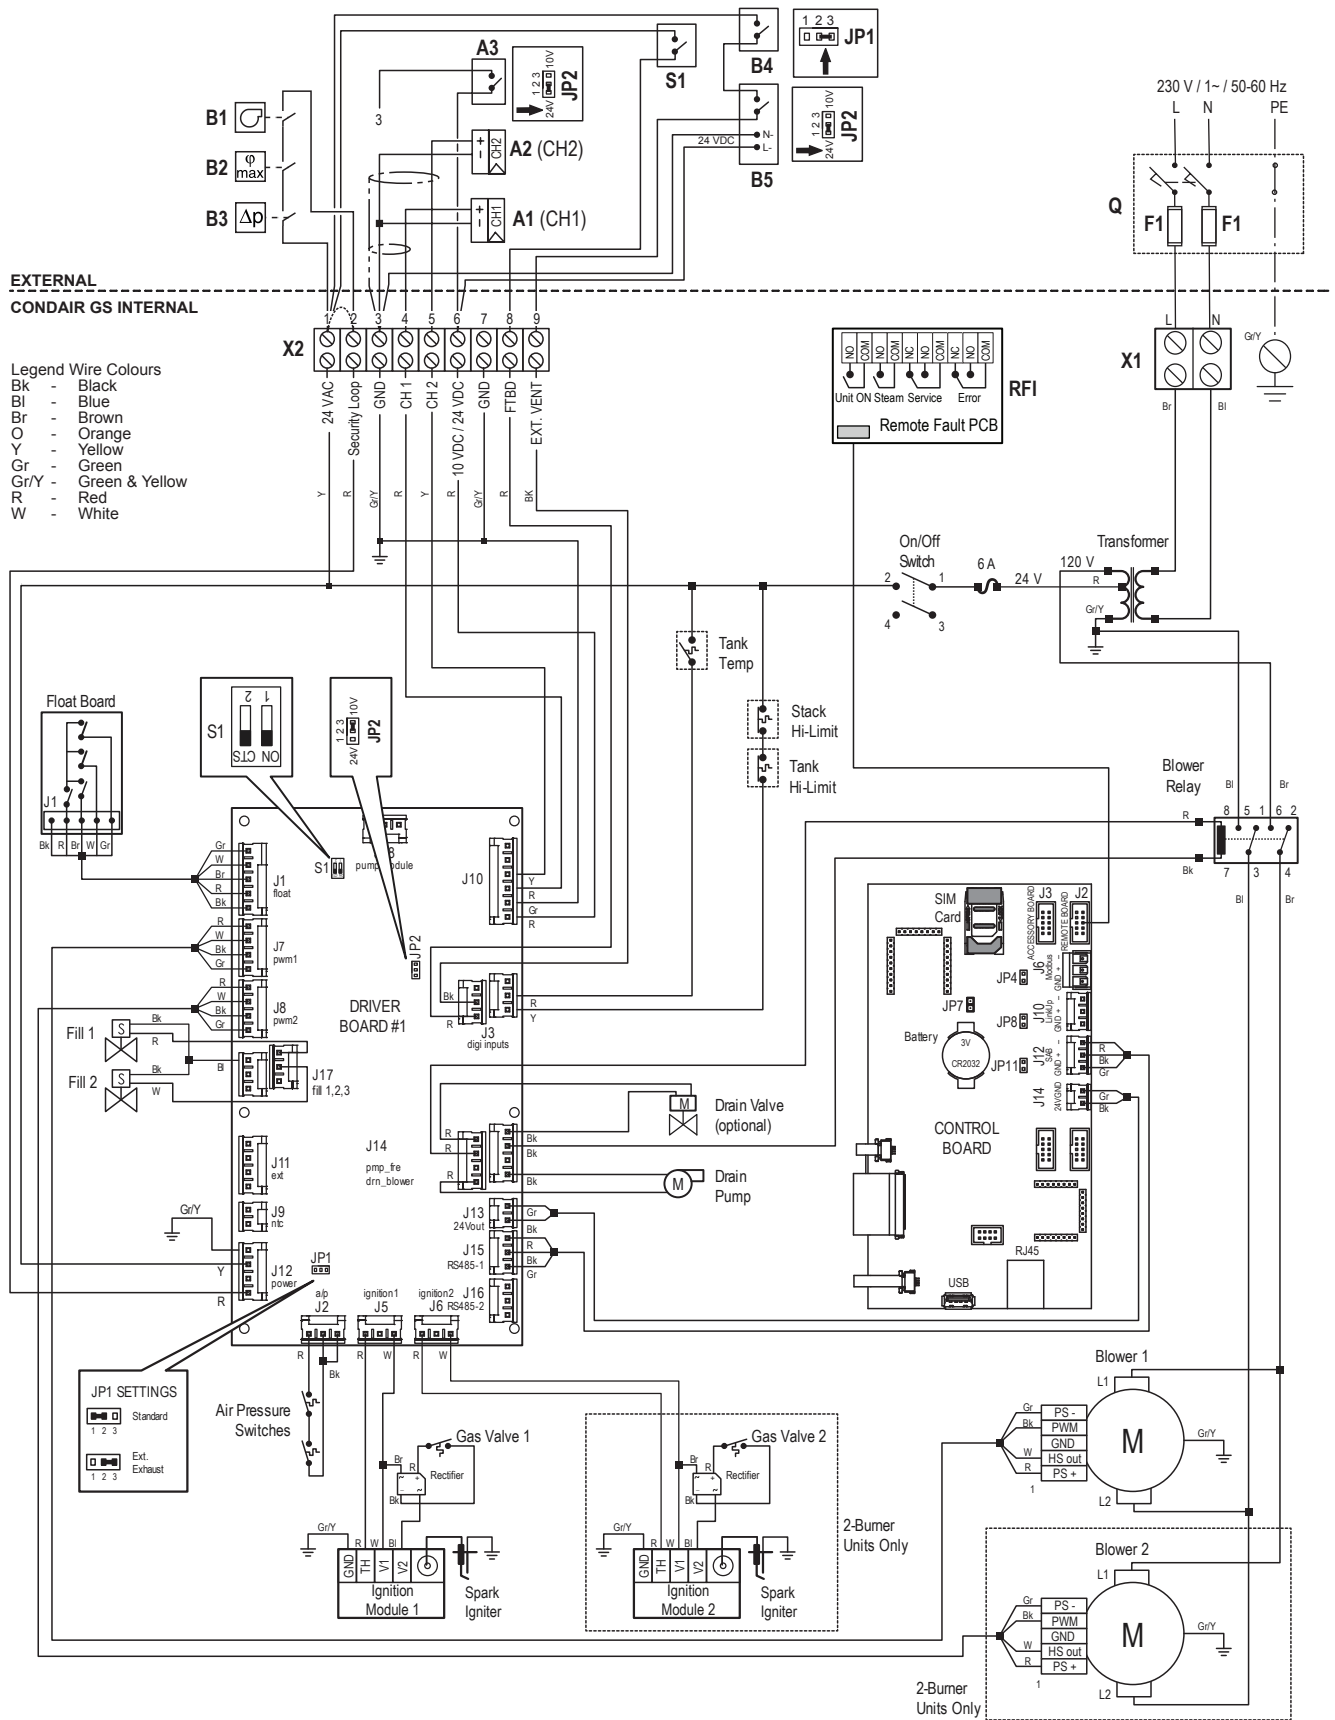 1 2 3
JP1
B4
S1
A3
1 2 3
10V
24V
JP2
230 V / 1~ / 50-60 Hz
L N PE
B1
3
B2
φ
max
A2 (CH2)
+
-
CH2
24 VDC
N-
L-
B5
1 2 3
10V
24V
JP2
Q
F1
F1
B3
Δp
A1 (CH1)
+
-
CH1
EXTERNAL
CONDAIR GS INTERNAL
1 2 3 4 5 6 7 8 9
X2
24 VAC
Security Loop
GND
CH 1
CH 2
10 VDC / 24 VDC
GND
FTBD
EXT. VENT
Y R Gr/Y R Y R Gr/Y R BK
L N
Gr/Y
X1
Br Bl
Legend Wire Colours
Bk - Black
Bl - Blue
Br - Brown
O - Orange
Y - Yellow
Gr - Green
Gr/Y - Green & Yellow
R - Red
W - White
NO COM NO COM NC NO COM NC NO COM
Unit ON Steam Service Error
Remote Fault PCB
RFI
On/Off
Switch
2 1
4 3
6 A
24 V
120 V
R
Gr/Y
Transformer
Tank
Temp
Stack
Hi-Limit
Tank
Hi-Limit
Blower
Relay
Bl Br
R
8 5 1 6 2
7 3 4
Bk
Bl Br
Float Board
J1
Bk R Br W Gr
S1
2 1
CTS ON
1 2 3
10V
24V
JP2
8
pump module
S1
Gr
W
Br
R
Bk
J1
float
J10
Y
R
Gr
R
R
W
Bk
Gr
J7
pwm1
JP2
R
W
Bk
Gr
J8
pwm2
DRIVER
BOARD #1
Bk
R
R
Y
J3
digi inputs
Fill 1
S
Bk
R
Fill 2
S
Bk
W
Bl
J17
fill 1,2,3
SIM
Card
ACCESSORY BOARD
J3
REMOTE BOARD
J2
JP4
J6
Modbus
GND + -
JP7
JP8
J10
LinkUp
GND + -
Battery
3V
CR2032
JP11
J12
SAB
GND + -
R
Bk
Gr
J14
24V GND
Gr
Bk
CONTROL
BOARD
RJ45
USB
M
Drain Valve
(optional)
M
Drain
Pump
J14
pmp_fre
drn_blower
R
R
R
Bk
Bk
Bk
J11
ext
J9
ntc
Gr/Y
J13
24Vout
Gr
Bk
J15
RS485-1
R
Bk
Gr
J12
power
Y
R
JP1
J16
RS485-2
a/p
J2
ignition1
J5
ignition2
J6
R Bk R W R W
JP1 SETTINGS
1 2 3
Standard
1 2 3
Ext.
Exhaust
Air Pressure
Switches
Gas Valve 1
Br R
Rectifier
~ + - ~
Bk
Gr/Y
R W Bl
GND TH V1 V2
Ignition
Module 1
Spark
Igniter
Gas Valve 2
Br R
Rectifier
~ + - ~
Bk
Gr/Y
R W Bl
GND TH V1 V2
Ignition
Module 2
Spark
Igniter
2-Burner
Units Only
Blower 1
L1
Gr PS -
Bk PWM
GND
W HS out
R PS +
1
M
Gr/Y
L2
Blower 2
L1
Gr PS -
Bk PWM
GND
W HS out
R PS +
1
M
Gr/Y
L2
2-Burner
Units Only